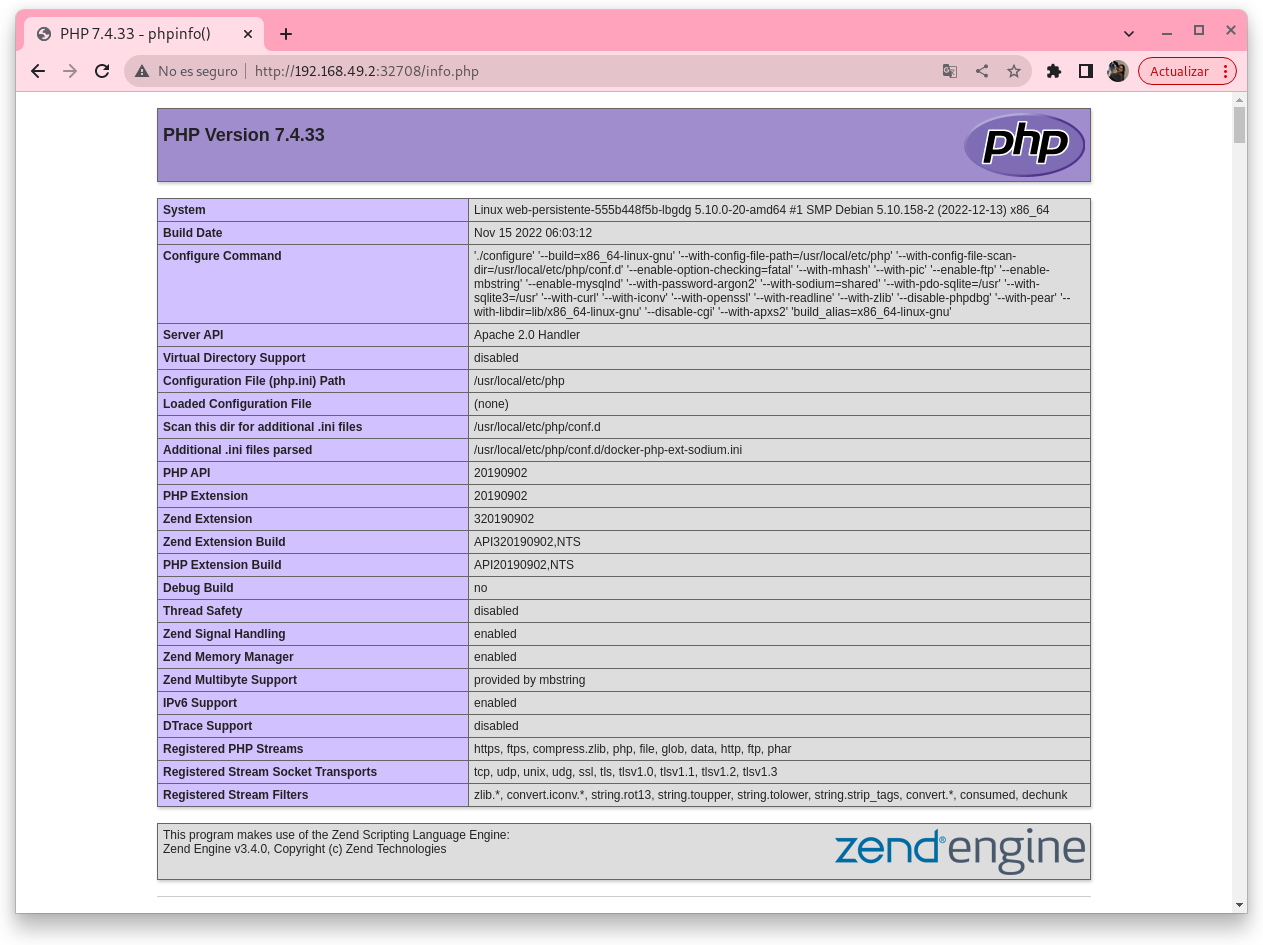 PHP 7.4.33 - phpinfo()
No es seguro
http://192.168.49.2:32708/info.php
Actualizar
PHP Version 7.4.33
php
System
Linux web-persistente-555b448f5b-lbgdg 5.10.0-20-amd64 #1 SMP Debian 5.10.158-2 (2022-12-13) x86_64
Build Date
Nov 15 2022 06:03:12
Configure Command
'./configure' '--build=x86_64-linux-gnu' '--with-config-file-path=/usr/local/etc/php' '--with-config-file-scan-
dir=/usr/local/etc/php/conf.d' '--enable-option-checking=fatal' '--with-mhash' '--with-pic' '--enable-ftp' '--enable-
mbstring' '--enable-mysqlnd' '--with-password-argon2' '--with-sodium=shared' '--with-pdo-sqlite=/usr' '--with-
sqlite3=/usr' '--with-curl' '--with-iconv' '--with-openssl' '--with-readline' '--with-zlib' '--disable-phpdbg' '--with-pear' '--
with-libdir=lib/x86_64-linux-gnu' '--disable-cgi' '--with-apxs2' 'build_alias=x86_64-linux-gnu'
Server API
Apache 2.0 Handler
Virtual Directory Support
disabled
Configuration File (php.ini) Path
/usr/local/etc/php
Loaded Configuration File
(none)
Scan this dir for additional .ini files
/usr/local/etc/php/conf.d
Additional .ini files parsed
/usr/local/etc/php/conf.d/docker-php-ext-sodium.ini
PHP API
20190902
PHP Extension
20190902
Zend Extension
320190902
Zend Extension Build
API320190902,NTS
PHP Extension Build
API20190902,NTS
Debug Build
no
Thread Safety
disabled
Zend Signal Handling
enabled
Zend Memory Manager
enabled
Zend Multibyte Support
provided by mbstring
IPv6 Support
enabled
DTrace Support
disabled
Registered PHP Streams
https, ftps, compress.zlib, php, file, glob, data, http, ftp, phar
Registered Stream Socket Transports
tcp, udp, unix, udg, ssl, tls, tlsv1.0, tlsv1.1, tlsv1.2, tlsv1.3
Registered Stream Filters
zlib.*, convert.iconv.*, string.rot13, string.toupper, string.tolower, string.strip_tags, convert.*, consumed, dechunk
This program makes use of the Zend Scripting Language Engine:
Zend Engine v3.4.0, Copyright (c) Zend Technologies
zend® engine